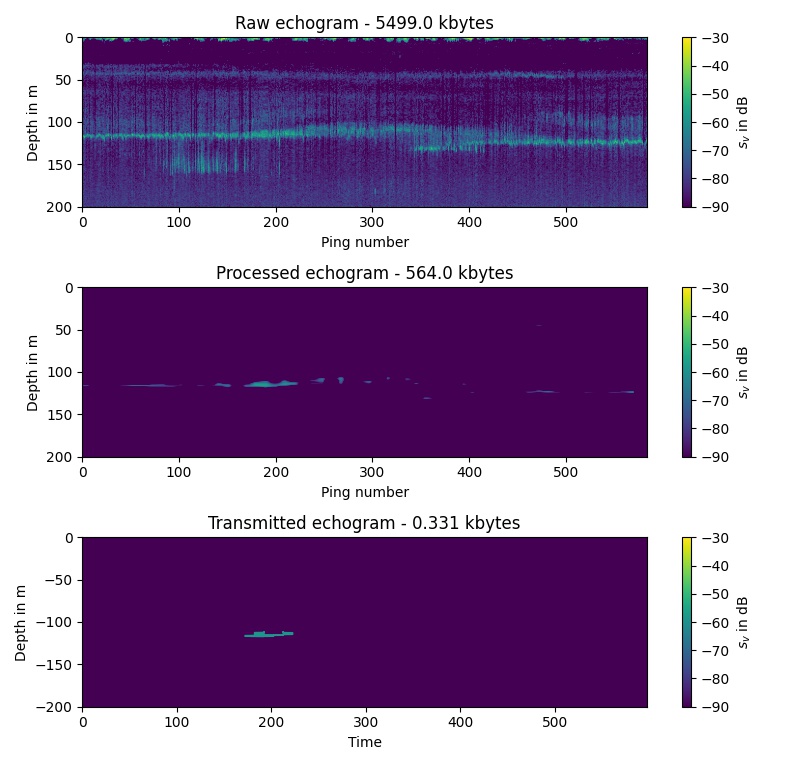 Raw echogram - 5499.0 kbytes
0
50
100
150
200
Depth in m
0 100 200 300 400 500
Ping number
−30
−40
−50
−60
−70
−80
−90
sv in dB
Processed echogram - 564.0 kbytes
0
50
100
150
200
Depth in m
0 100 200 300 400 500
Ping number
−30
−40
−50
−60
−70
−80
−90
sv in dB
Transmitted echogram - 0.331 kbytes
0
−50
−100
−150
−200
Depth in m
0 100 200 300 400 500
Time
−30
−40
−50
−60
−70
−80
−90
sv in dB